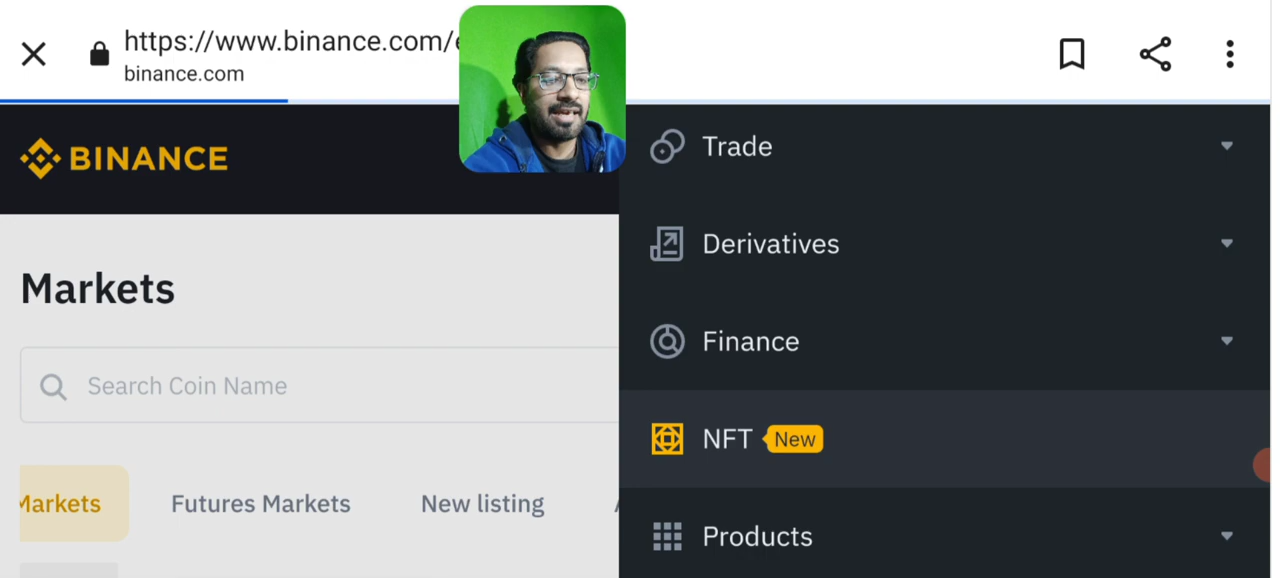 https://www.binance.com/
binance.com
BINANCE
Trade
Derivatives
Markets
Finance
Search Coin Name
NFT New
Markets Futures Markets New listing
Products